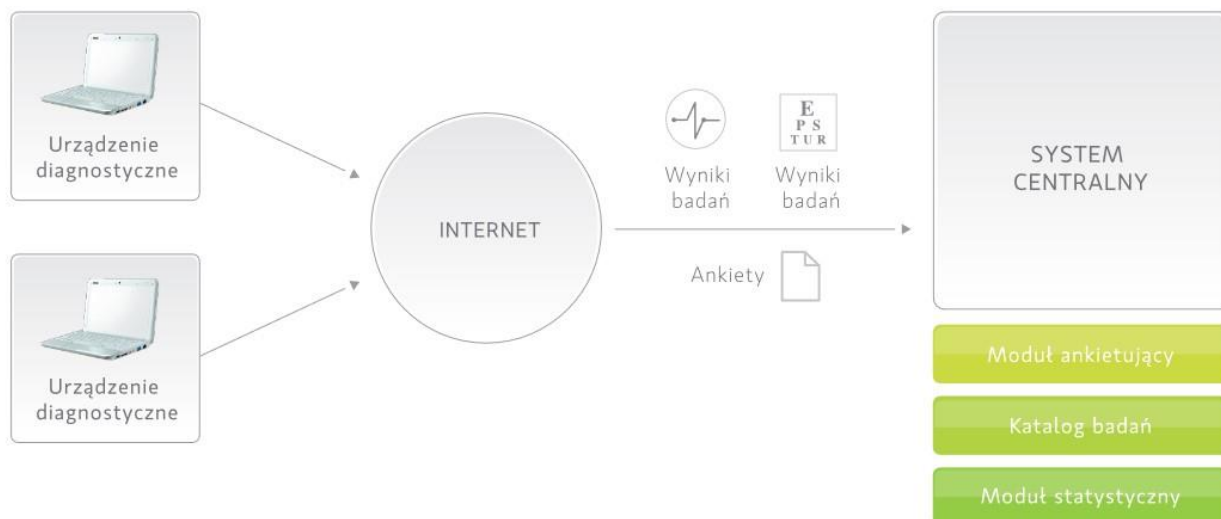 Urządzenie
diagnostyczne
Urządzenie
diagnostyczne
INTERNET
E
P S
T U R
Wyniki
badań
Wyniki
badań
Ankiety
SYSTEM
CENTRALNY
Moduł ankietujący
Katalog badań
Moduł statystyczny